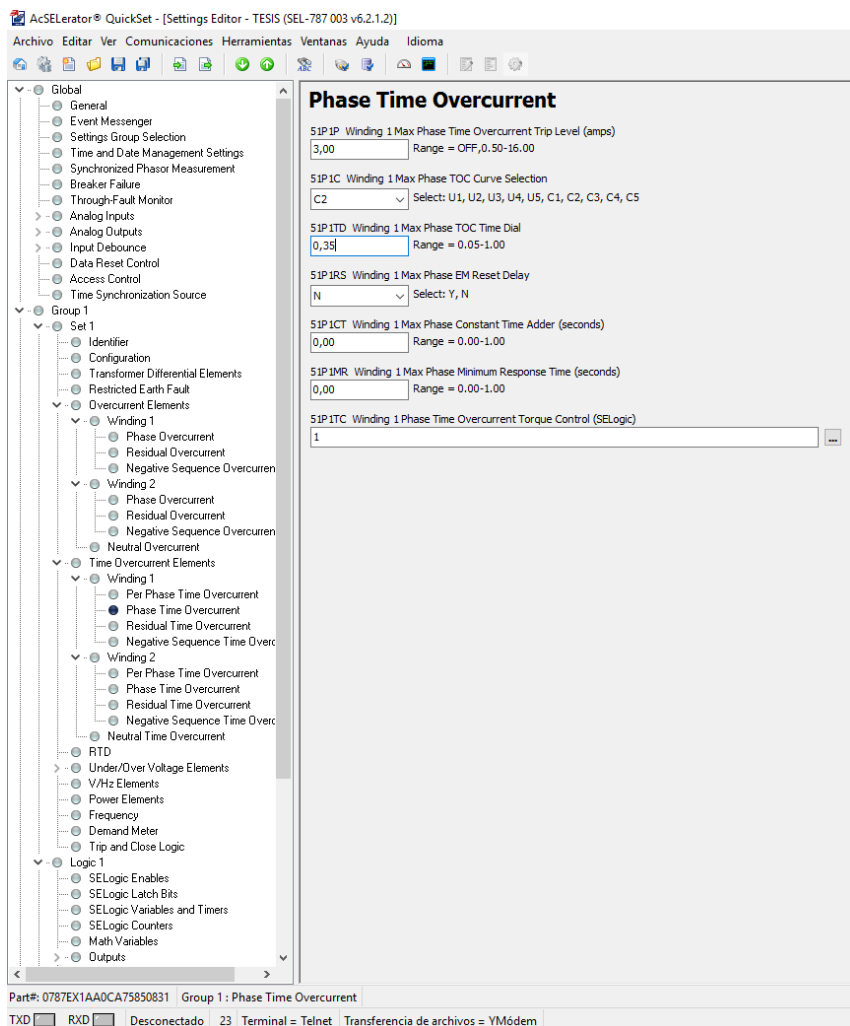 AcSELerator® QuickSet - [Settings Editor - TESIS (SEL-787 003 v6.2.1.2)]
Archivo Editar Ver Comunicaciones Herramientas Ventanas Ayuda Idioma
Global
General
Event Messenger
Settings Group Selection
Time and Date Management Settings
Synchronized Phasor Measurement
Breaker Failure
Through-Fault Monitor
Analog Inputs
Analog Outputs
Input Debounce
Data Reset Control
Access Control
Time Synchronization Source
Group 1
Set 1
Identifier
Configuration
Transformer Differential Elements
Restricted Earth Fault
Overcurrent Elements
Winding 1
Phase Overcurrent
Residual Overcurrent
Negative Sequence Overcurren
Winding 2
Phase Overcurrent
Residual Overcurrent
Negative Sequence Overcurren
Neutral Overcurrent
Time Overcurrent Elements
Winding 1
Per Phase Time Overcurrent
Phase Time Overcurrent
Residual Time Overcurrent
Negative Sequence Time Overc
Winding 2
Per Phase Time Overcurrent
Phase Time Overcurrent
Residual Time Overcurrent
Negative Sequence Time Overc
Neutral Time Overcurrent
RTD
Under/Over Voltage Elements
V/Hz Elements
Power Elements
Frequency
Demand Meter
Trip and Close Logic
Logic 1
SELogic Enables
SELogic Latch Bits
SELogic Variables and Timers
SELogic Counters
Math Variables
Outputs
Phase Time Overcurrent
51P1P Winding 1 Max Phase Time Overcurrent Trip Level (amps)
3,00 Range = OFF,0.50-16.00
51P1C Winding 1 Max Phase TOC Curve Selection
C2 Select: U1, U2, U3, U4, U5, C1, C2, C3, C4, C5
51P1TD Winding 1 Max Phase TOC Time Dial
0,35 Range = 0.05-1.00
51P1RS Winding 1 Max Phase EM Reset Delay
N Select: Y, N
51P1CT Winding 1 Max Phase Constant Time Adder (seconds)
0,00 Range = 0.00-1.00
51P1MR Winding 1 Max Phase Minimum Response Time (seconds)
0,00 Range = 0.00-1.00
51P1TC Winding 1 Phase Time Overcurrent Torque Control (SELogic)
1 ...
Part#: 0787EX1AA0CA75850831 Group 1 : Phase Time Overcurrent
TXD RXD Desconectado 23 Terminal = Telnet Transferencia de archivos = YMódem